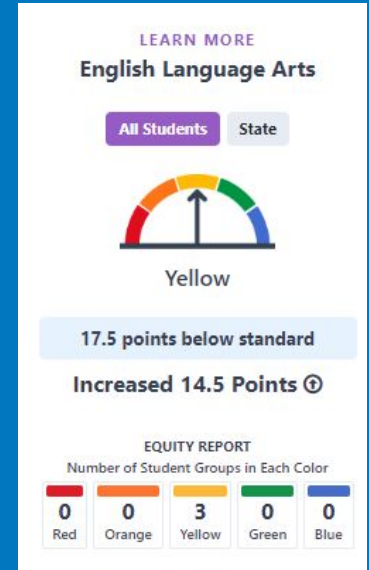 LEARN MORE
English Language Arts
All Students State
Yellow
17.5 points below standard
Increased 14.5 Points
EQUITY REPORT
Number of Student Groups in Each Color
0 0 3 0 0
Red Orange Yellow Green Blue